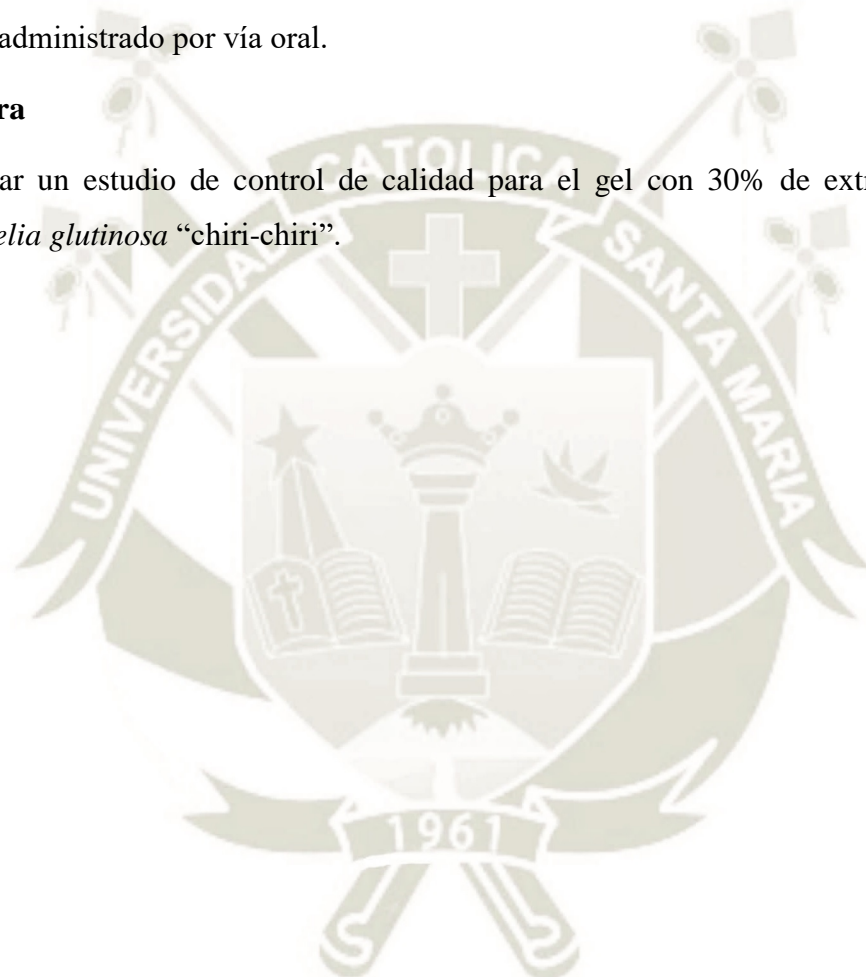 administrado por vía oral.
ra
ar un estudio de control de calidad para el gel con 30% de ext
elia glutinosa “chiri-chiri”.
UNIVERSIDAD CATOLICA SANTA MARIA
1961